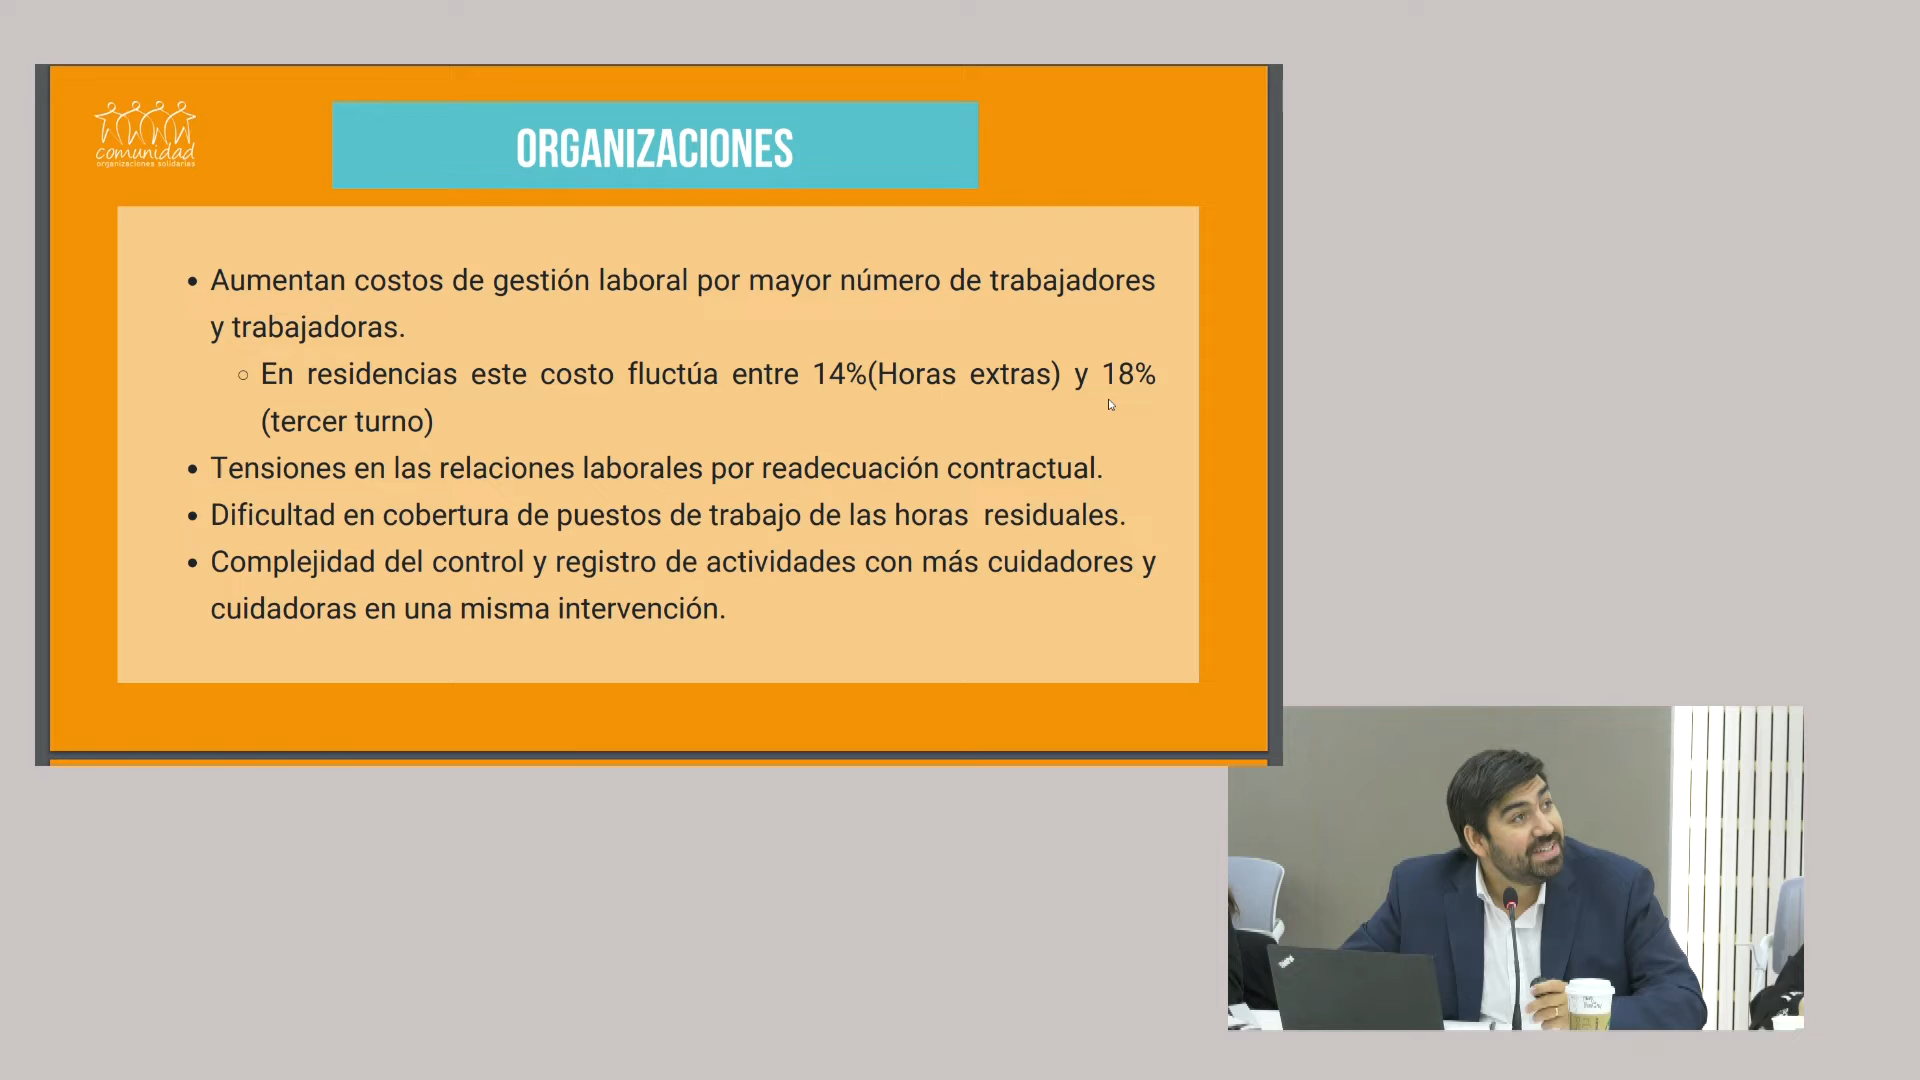 comunidad
organizaciones solidarias
ORGANIZACIONES
• Aumentan costos de gestión laboral por mayor número de trabajadores
y trabajadoras.
○ En residencias este costo fluctúa entre 14%(Horas extras) y 18%
(tercer turno)
• Tensiones en las relaciones laborales por readecuación contractual.
• Dificultad en cobertura de puestos de trabajo de las horas  residuales.
• Complejidad del control y registro de actividades con más cuidadores y
cuidadoras en una misma intervención.